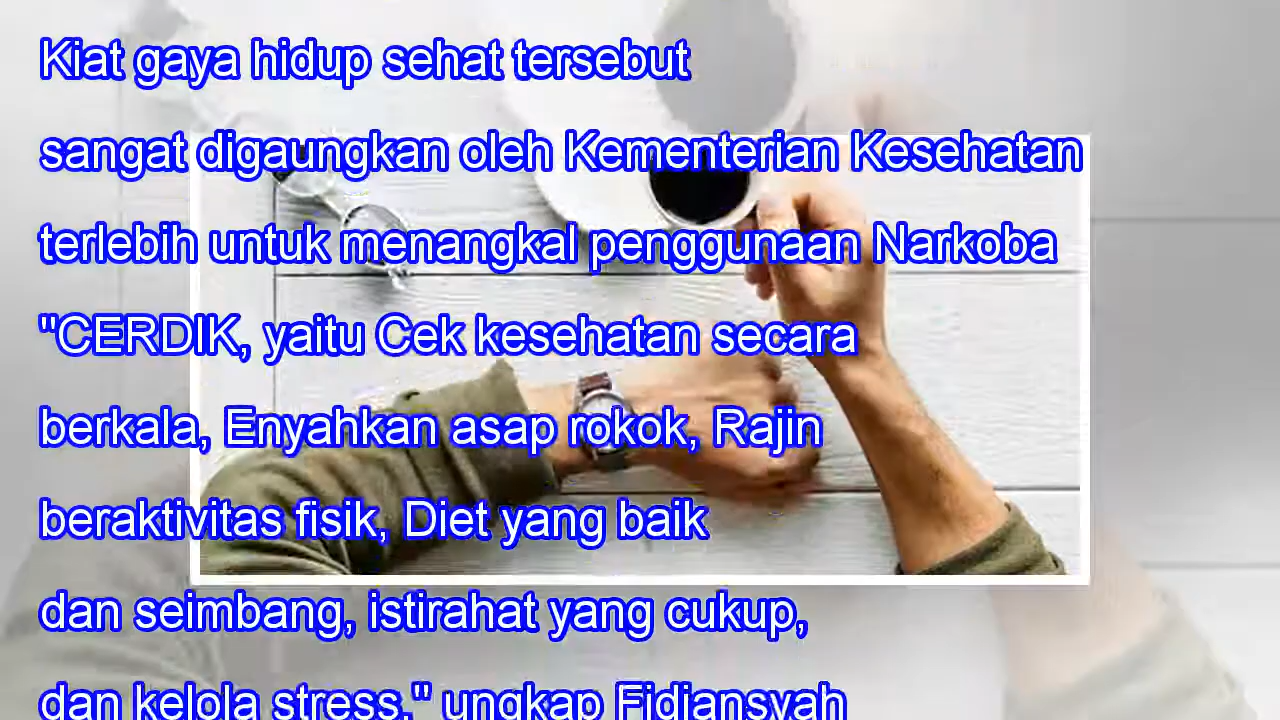 Kiat gaya hidup sehat tersebut
sangat digaungkan oleh Kementerian Kesehatan
terlebih untuk menangkal penggunaan Narkoba
"CERDIK, yaitu Cek kesehatan secara
berkala, Enyahkan asap rokok, Rajin
beraktivitas fisik, Diet yang baik
dan seimbang, istirahat yang cukup,
dan kelola stress." ungkap Fidiansyah